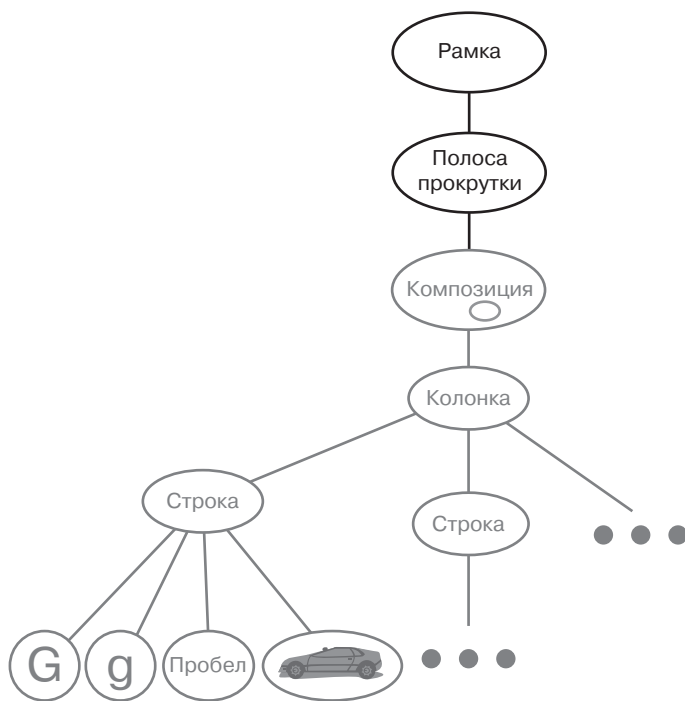 Рамка
Полоса
прокрутки
Композиция
Колонка
Строка
Строка
G g Пробел